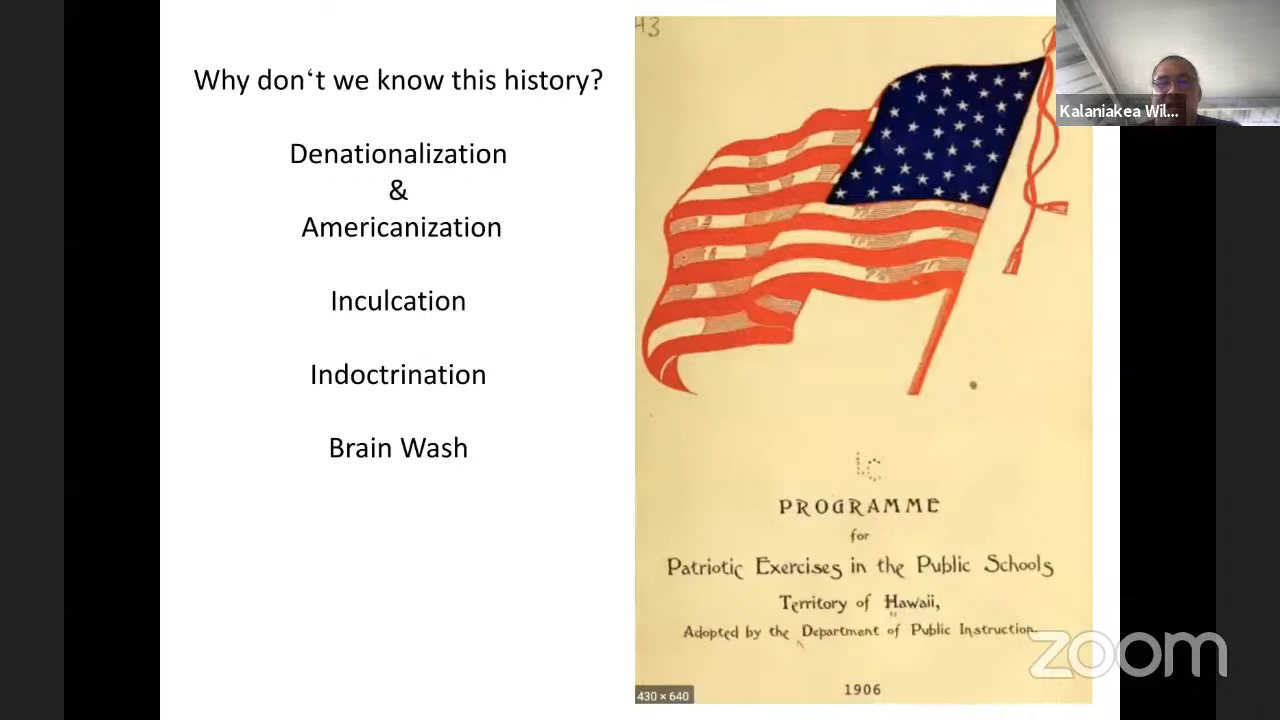 Why don‘t we know this history?
Denationalization
&
Americanization
Inculcation
Indoctrination
Brain Wash
43
LC
PROGRAMME
for
Patriotic Exercises in the Public Schools
Territory of Hawaii,
Adopted by the Department of Public Instruction.
1906
430 × 640
Kalaniakea Wil...
zoom